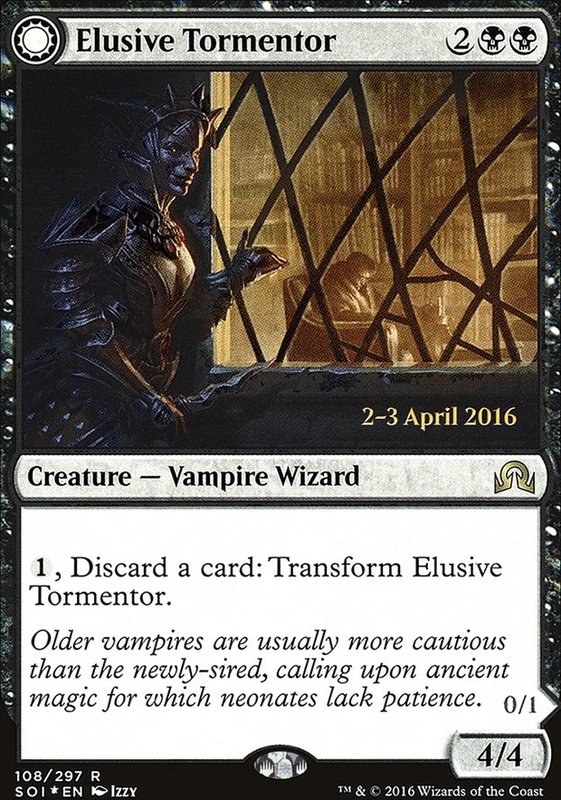 Elusive Tormentor 2
2–3 April 2016
Creature — Vampire Wizard
1, Discard a card: Transform Elusive
Tormentor.
Older vampires are usually more cautious
than the newly-sired, calling upon ancient
magic for which neonates lack patience.
0/1
4/4
108/297 R
SOI ★ EN Izzy
™ & © 2016 Wizards of the Coast